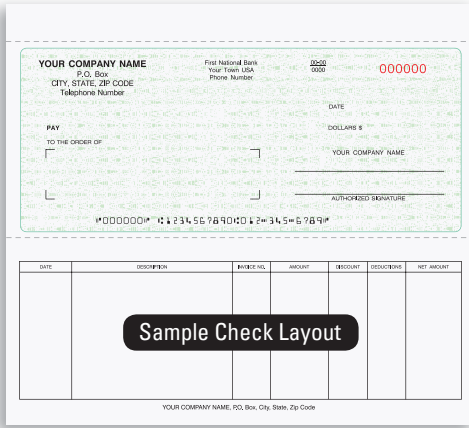 YOUR COMPANY NAME
P.O. Box
CITY, STATE, ZIP CODE
Telephone Number
First National Bank
Your Town USA
Phone Number
00-00
0000
000000
DATE
PAY
DOLLARS $
TO THE ORDER OF
YOUR COMPANY NAME
AUTHORIZED SIGNATURE
⑈000000⑈ ⑆123456789⑆012⑉345⑉6789⑈
DATE DESCRIPTION INVOICE NO. AMOUNT DISCOUNT DEDUCTIONS NET AMOUNT
Sample Check Layout
YOUR COMPANY NAME, P.O, Box, City, State, Zip Code